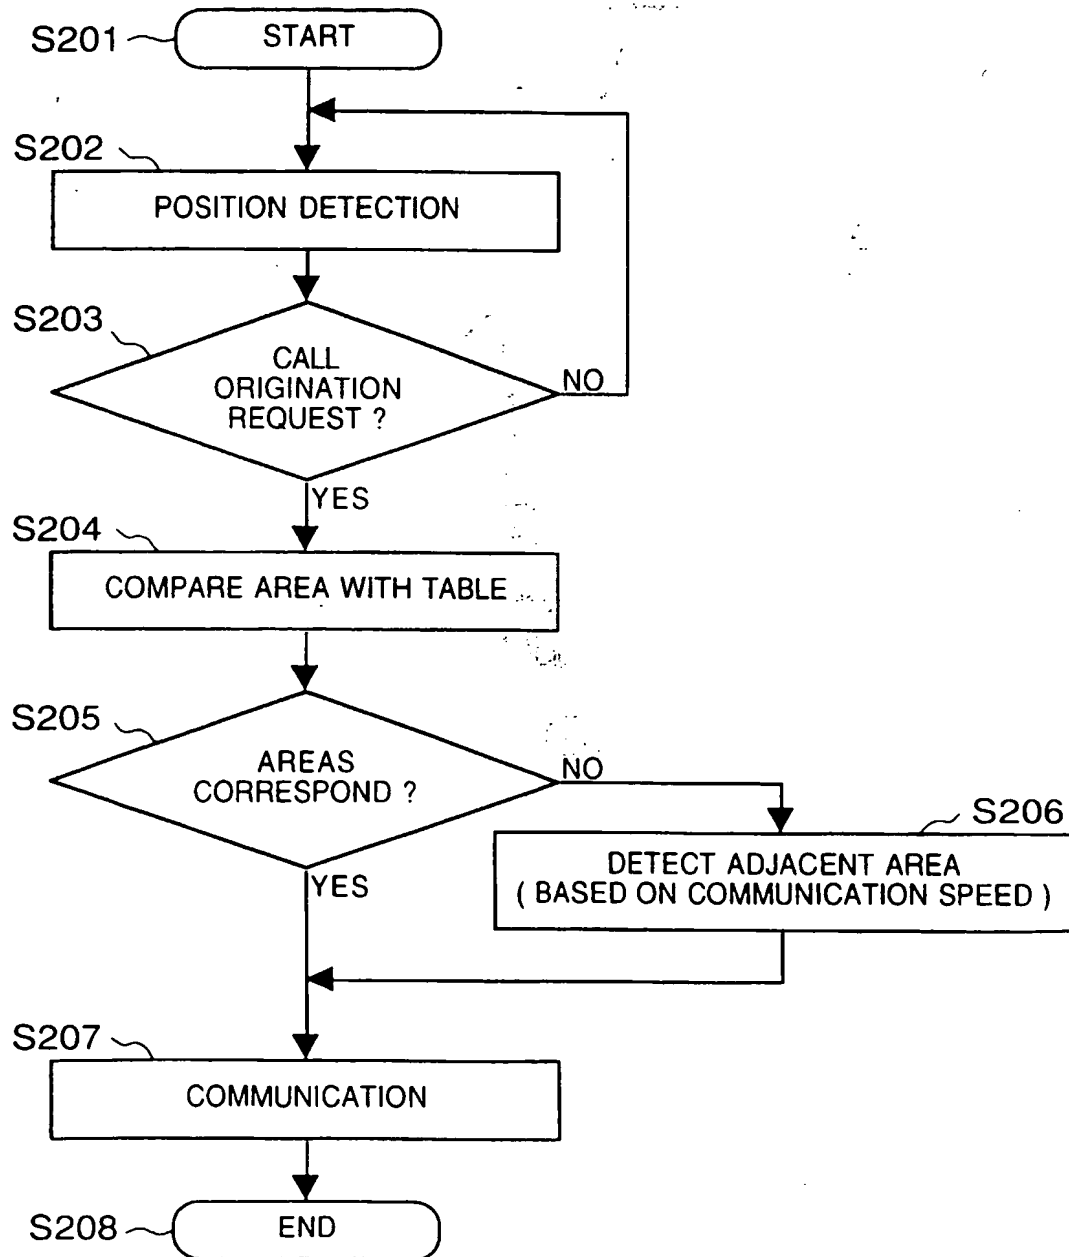 S201
START
S202
POSITION DETECTION
S203
CALL
ORIGINATION
REQUEST ?
NO
YES
S204
COMPARE AREA WITH TABLE
S205
AREAS
CORRESPOND ?
NO
YES
S206
DETECT ADJACENT AREA
( BASED ON COMMUNICATION SPEED )
S207
COMMUNICATION
S208
END